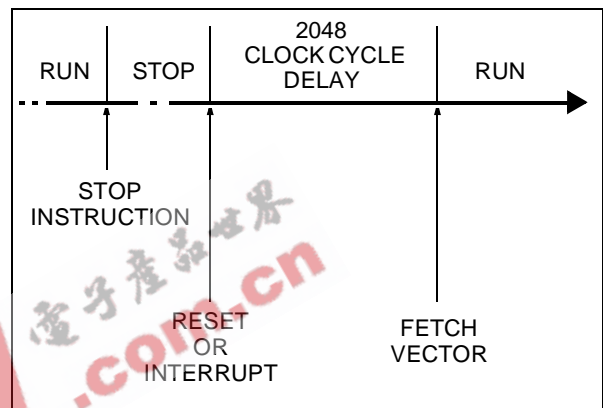 2048
CLOCK CYCLE
DELAY
RUN
STOP
RUN
STOP
INSTRUCTION
RESET
OR
INTERRUPT
FETCH
VECTOR
電子產品世界
.com.cn